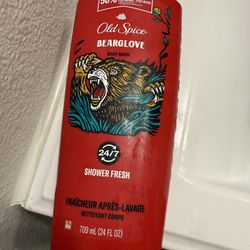 50%
Old Spice
BEARGLOVE
BODY WASH
24/7
SHOWER FRESH
FRAÎCHEUR APRÈS-LAVAGE
NETTOYANT CORPS
709 mL (24 FL OZ)